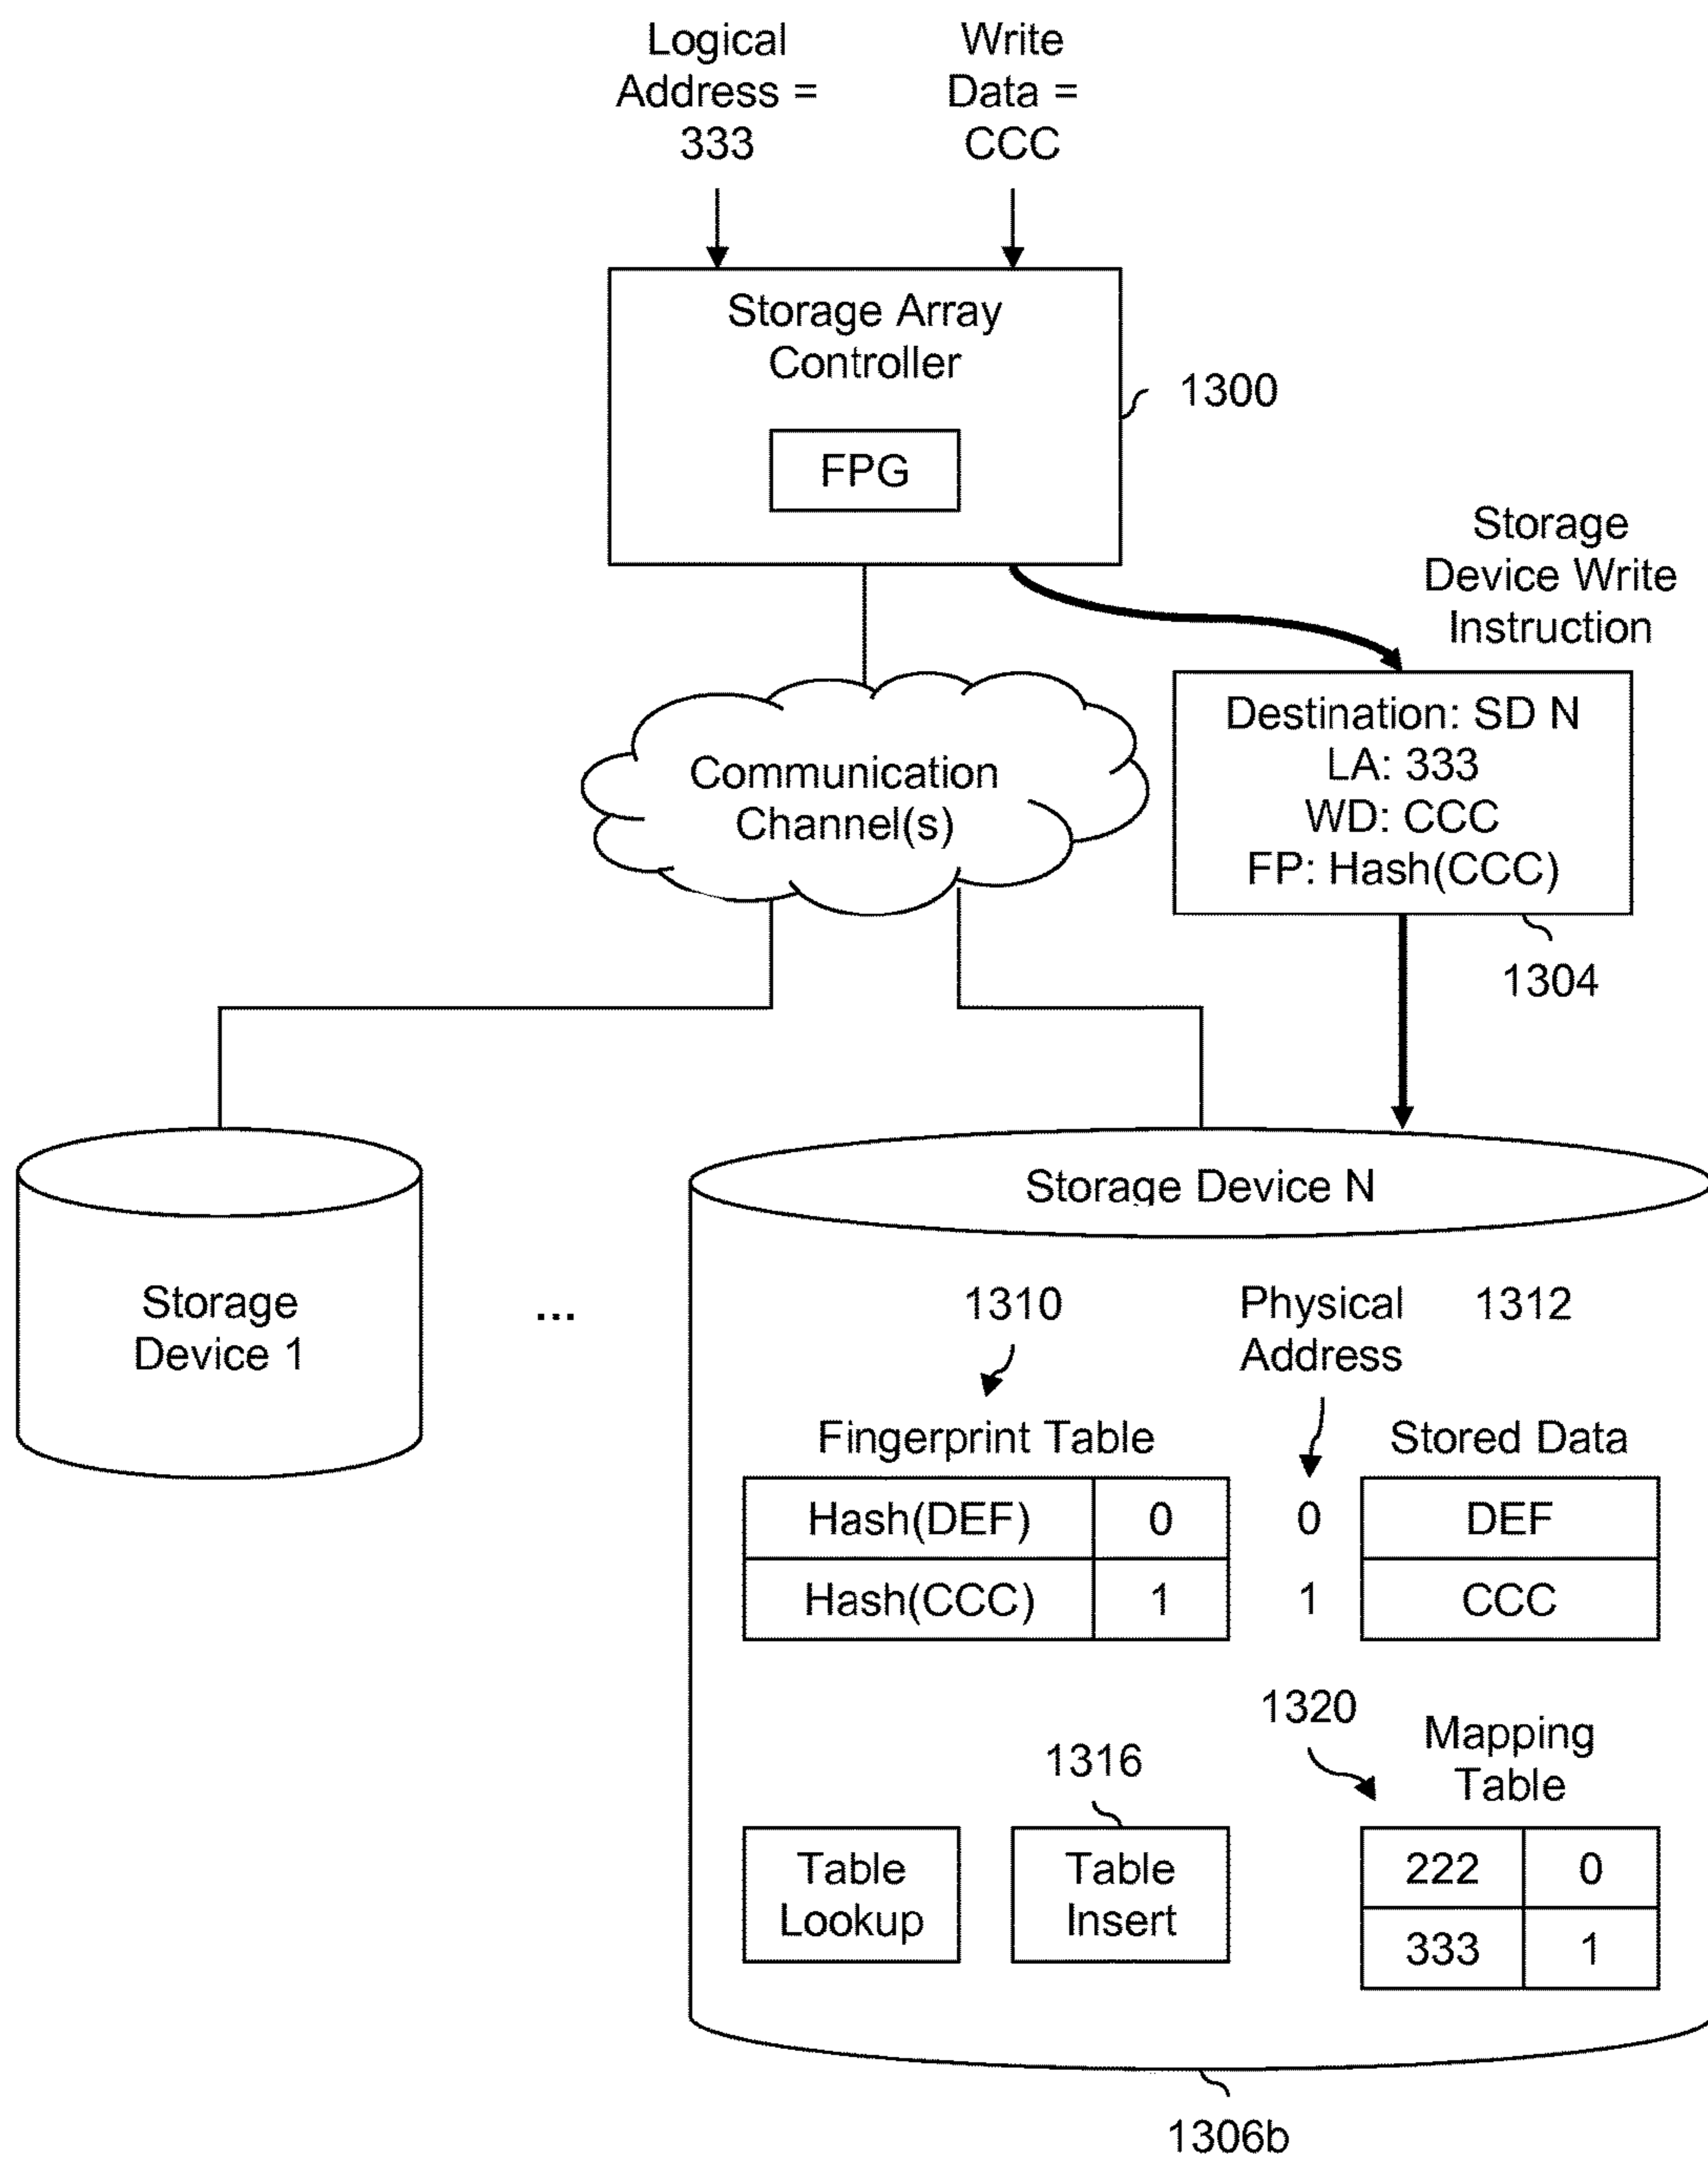 Logical
Address =
333
Write
Data =
CCC
Storage Array
Controller
FPG
1300
Storage
Device Write
Instruction
Destination: SD N
LA: 333
WD: CCC
FP: Hash(CCC)
1304
Communication
Channel(s)
Storage
Device 1
...
Storage Device N
1310
Physical
Address
1312
Fingerprint Table
Stored Data
Hash(DEF) 0
0
DEF
Hash(CCC) 1
1
CCC
1320
Mapping
Table
1316
Table
Lookup
Table
Insert
222 0
333 1
1306b